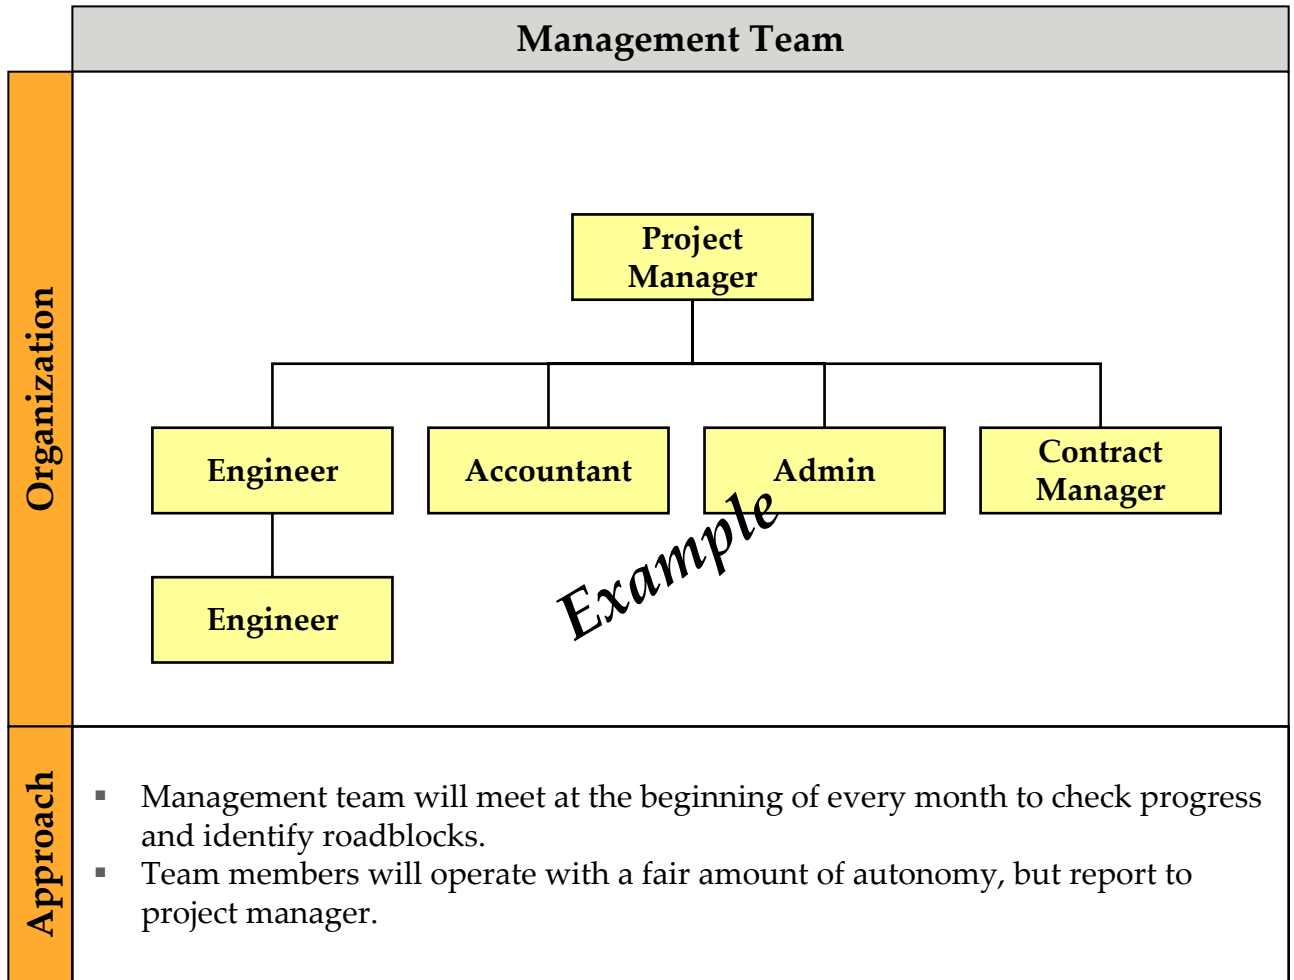 Management Team
Organization
Project
Manager
Engineer
Accountant
Admin
Contract
Manager
Example
Engineer
Approach
▪ Management team will meet at the beginning of every month to check progress
and identify roadblocks.
▪ Team members will operate with a fair amount of autonomy, but report to
project manager.